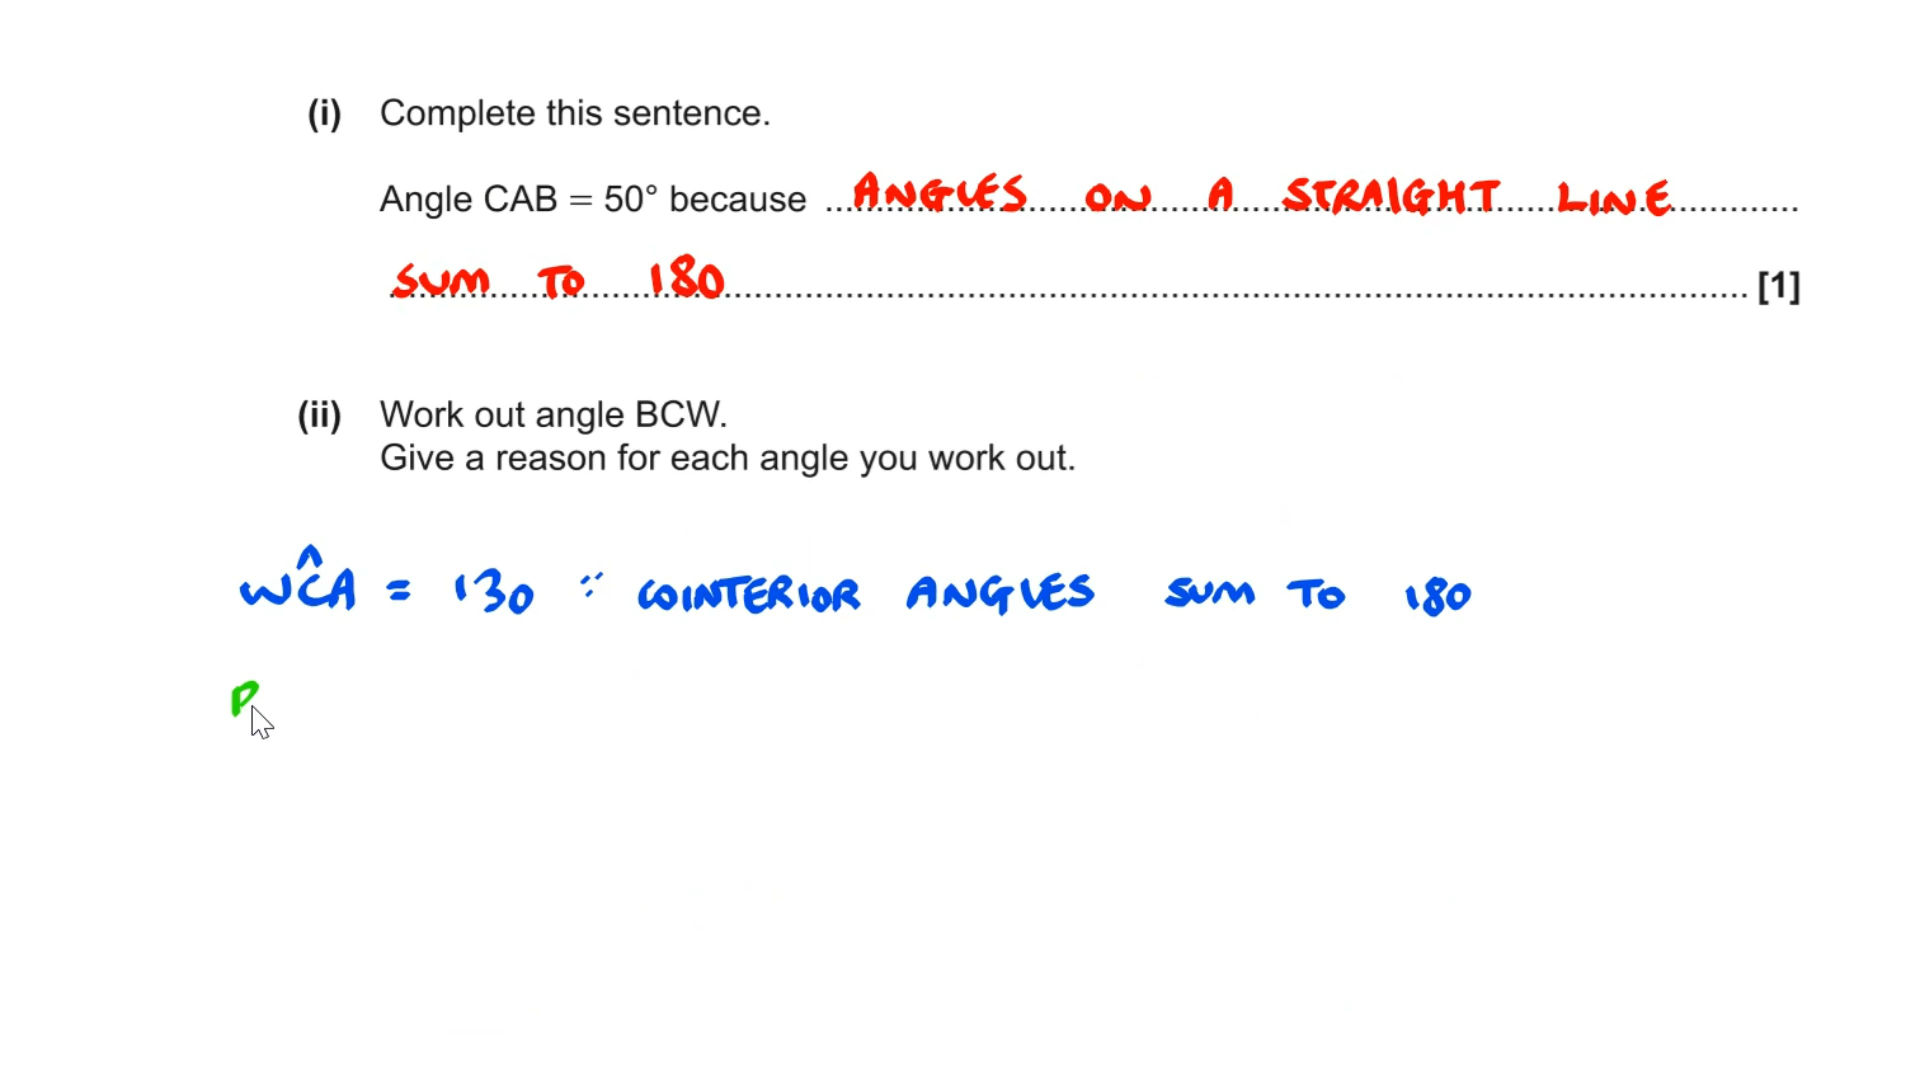 (i) Complete this sentence.
Angle CAB = 50° because ANGLES ON A STRAIGHT LINE
SUM TO 180 [1]
(ii) Work out angle BCW.
Give a reason for each angle you work out.
WĈA = 130 ∵ COINTERIOR ANGLES SUM TO 180
P